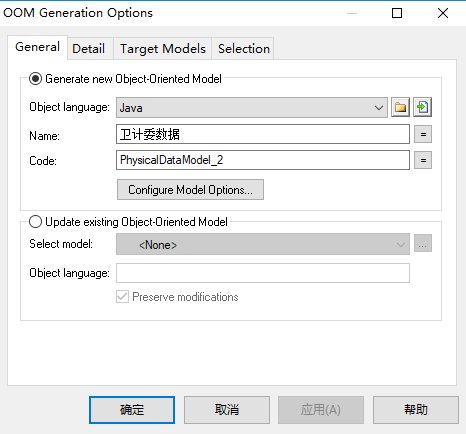 OOM Generation Options
General Detail Target Models Selection
Generate new Object-Oriented Model
Object language: Java
Name: 卫计委数据 =
Code: PhysicalDataModel_2 =
Configure Model Options...
Update existing Object-Oriented Model
Select model: <None> ...
Object language:
Preserve modifications
确定 取消 应用(A) 帮助